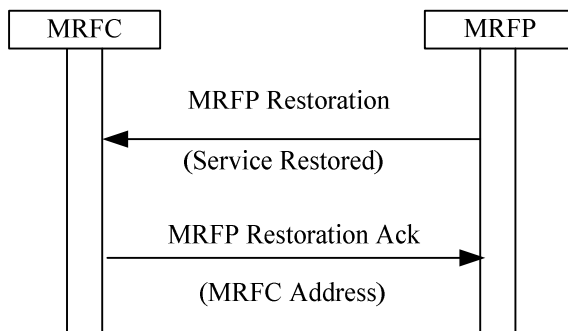 MRFC
MRFP
MRFP Restoration
(Service Restored)
MRFP Restoration Ack
(MRFC Address)